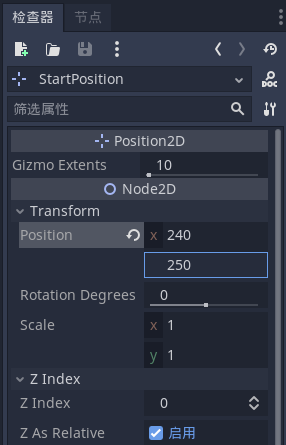 检查器 节点
StartPosition
筛选属性
Position2D
Gizmo Extents 10
Node2D
Transform
Position x 240
250
Rotation Degrees 0
Scale x 1
y 1
Z Index
Z Index 0
Z As Relative 启用